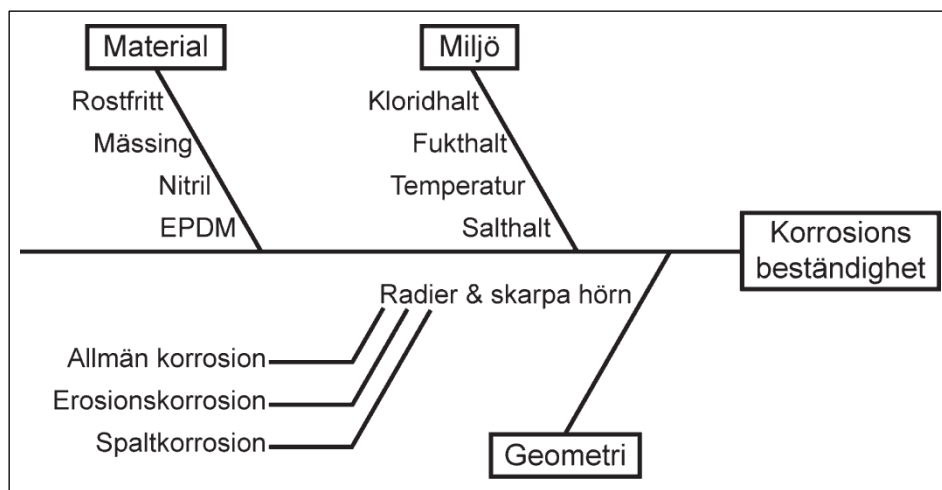 Material
Rostfritt
Mässing
Nitril
EPDM
Miljö
Kloridhalt
Fukthalt
Temperatur
Salthalt
Korrosions
beständighet
Radier & skarpa hörn
Allmän korrosion
Erosionskorrosion
Spaltkorrosion
Geometri